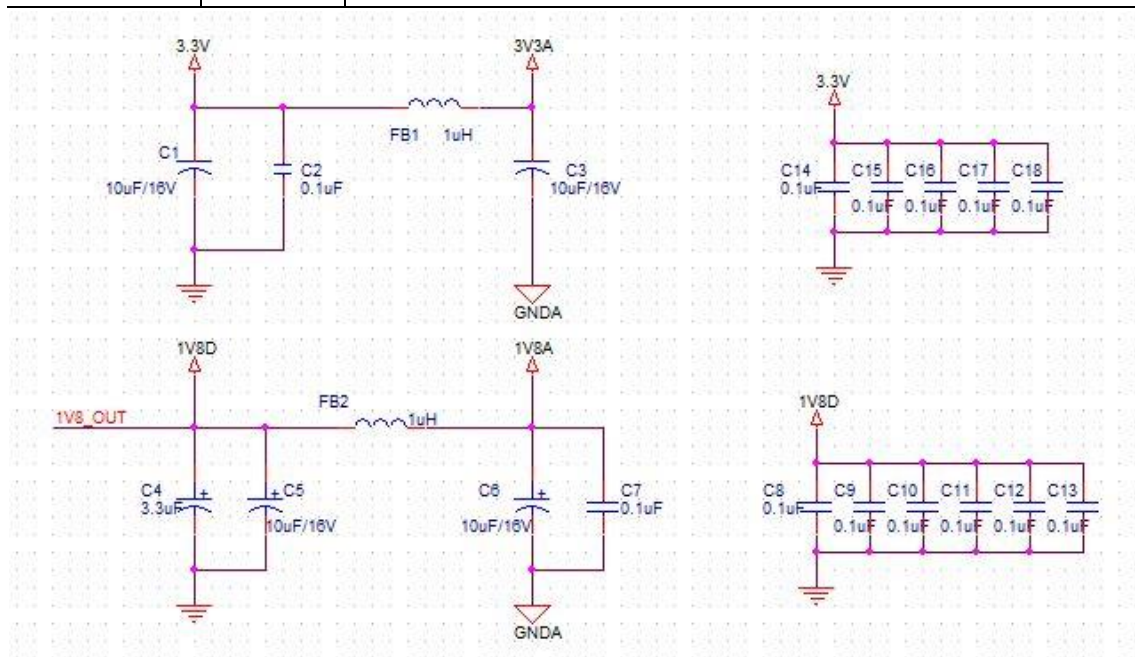 3.3V
3V3A
FB1 1uH
C1
10uF/16V
C2
0.1uF
C3
10uF/16V
GNDA
3.3V
C14 C15 C16 C17 C18
0.1uF
0.1uF 0.1uF 0.1uF 0.1uF
1V8D
1V8A
1V8_OUT
FB2
1uH
C4
3.3uF
C5
10uF/16V
C6
10uF/16V
C7
0.1uF
GNDA
1V8D
C8 C9 C10 C11 C12 C13
0.1uF
0.1uF 0.1uF 0.1uF 0.1uF 0.1uF